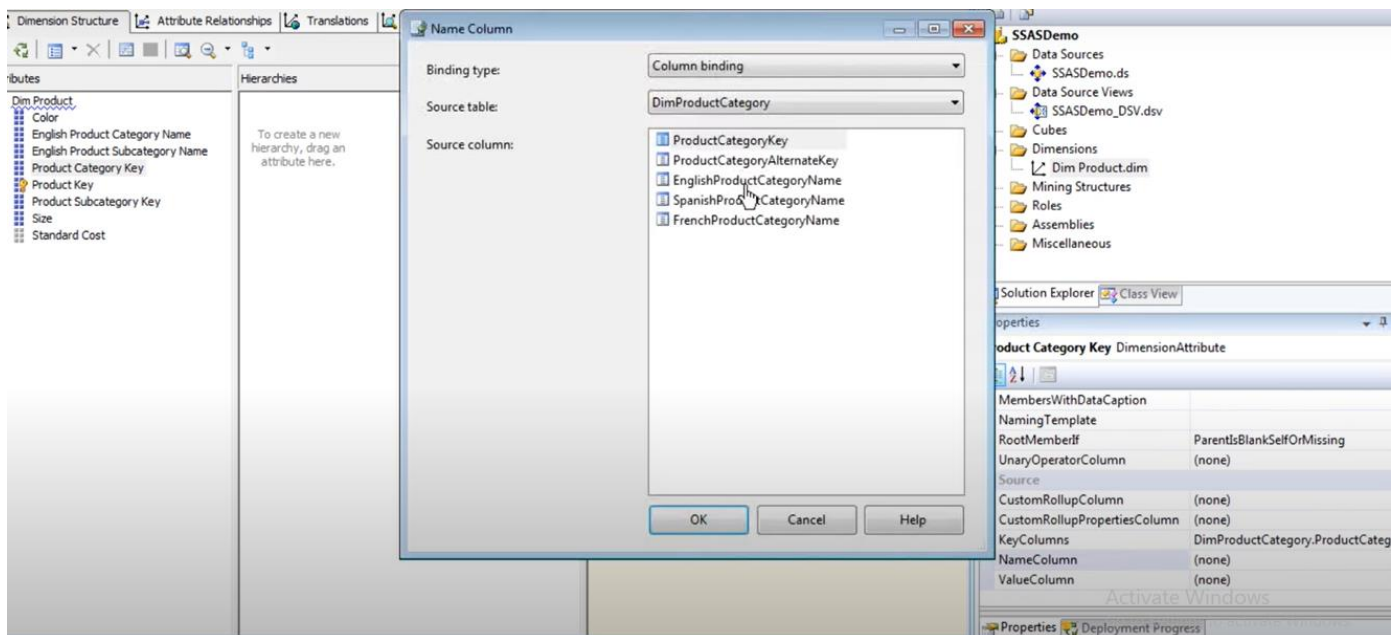 Dimension Structure
Attribute Relationships
Translations
ibutes
Dim Product
Color
English Product Category Name
English Product Subcategory Name
Product Category Key
Product Key
Product Subcategory Key
Size
Standard Cost
Hierarchies
To create a new
hierarchy, drag an
attribute here.
Name Column
Binding type:
Column binding
Source table:
DimProductCategory
Source column:
ProductCategoryKey
ProductCategoryAlternateKey
EnglishProductCategoryName
SpanishProductCategoryName
FrenchProductCategoryName
OK
Cancel
Help
SSASDemo
Data Sources
SSASDemo.ds
Data Source Views
SSASDemo_DSV.dsv
Cubes
Dimensions
Dim Product.dim
Mining Structures
Roles
Assemblies
Miscellaneous
Solution Explorer
Class View
operties
oduct Category Key DimensionAttribute
MembersWithDataCaption
NamingTemplate
RootMemberIf ParentIsBlankSelfOrMissing
UnaryOperatorColumn (none)
Source
CustomRollupColumn (none)
CustomRollupPropertiesColumn (none)
KeyColumns DimProductCategory.ProductCateg
NameColumn (none)
ValueColumn (none)
Activate Windows
Properties
Deployment Progress